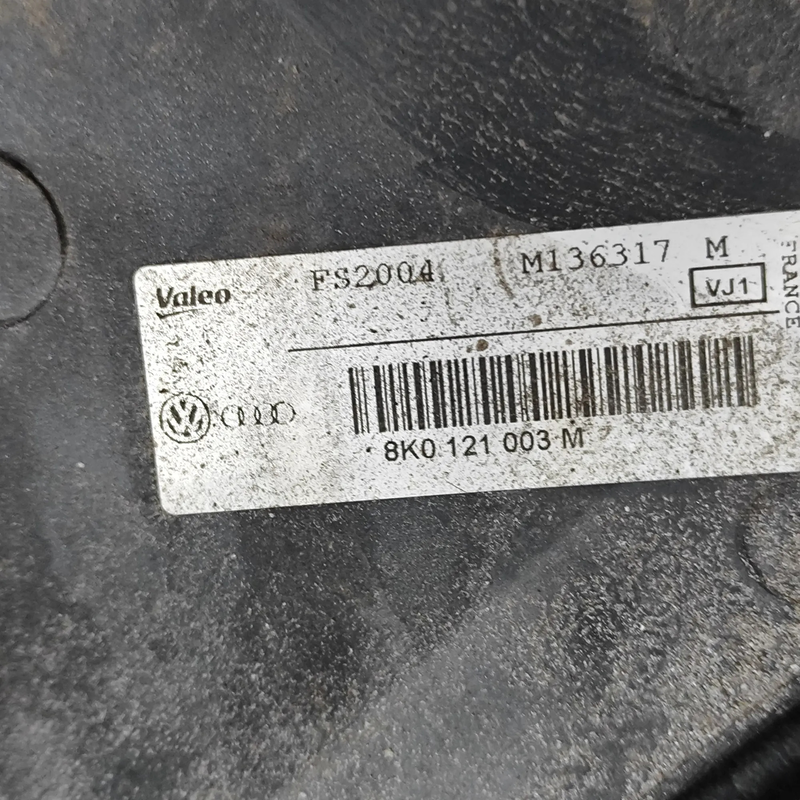 Valeo FS2004 M136317 M
VJ1
FRANCE
8K0 121 003 M